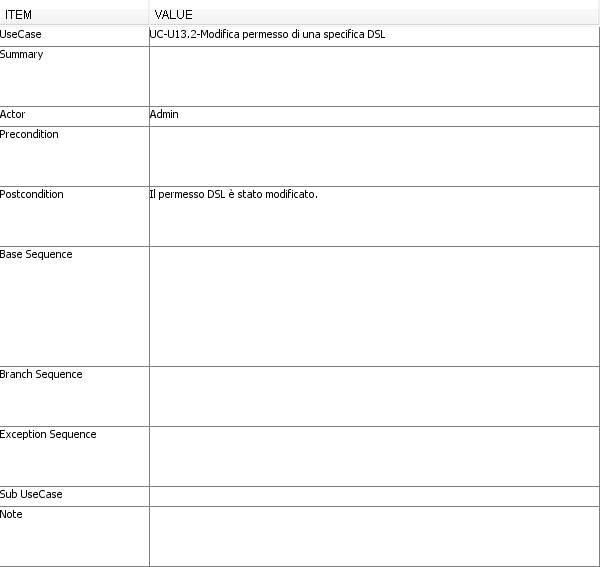 ITEM VALUE
UseCase UC-U13.2-Modifica permesso di una specifica DSL
Summary
Actor Admin
Precondition
Postcondition Il permesso DSL è stato modificato.
Base Sequence
Branch Sequence
Exception Sequence
Sub UseCase
Note